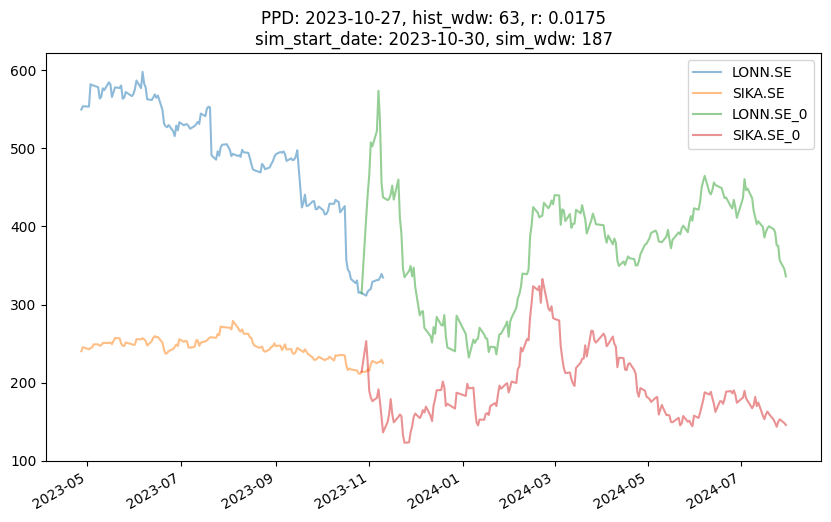 PPD: 2023-10-27, hist_wdw: 63, r: 0.0175
sim_start_date: 2023-10-30, sim_wdw: 187
LONN.SE
SIKA.SE
LONN.SE_0
SIKA.SE_0
600
500
400
300
200
100
2023-05
2023-07
2023-09
2023-11
2024-01
2024-03
2024-05
2024-07